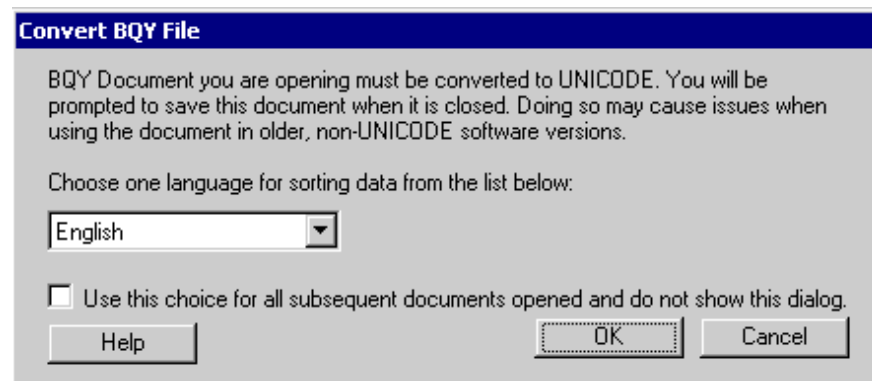 Convert BQY File
BQY Document you are opening must be converted to UNICODE. You will
be prompted to save this document when it is closed. Doing so may cause issues when
using the document in older, non-UNICODE software versions.
Choose one language for sorting data from the list below:
English
Use this choice for all subsequent documents opened and do not show this dialog.
Help
OK
Cancel